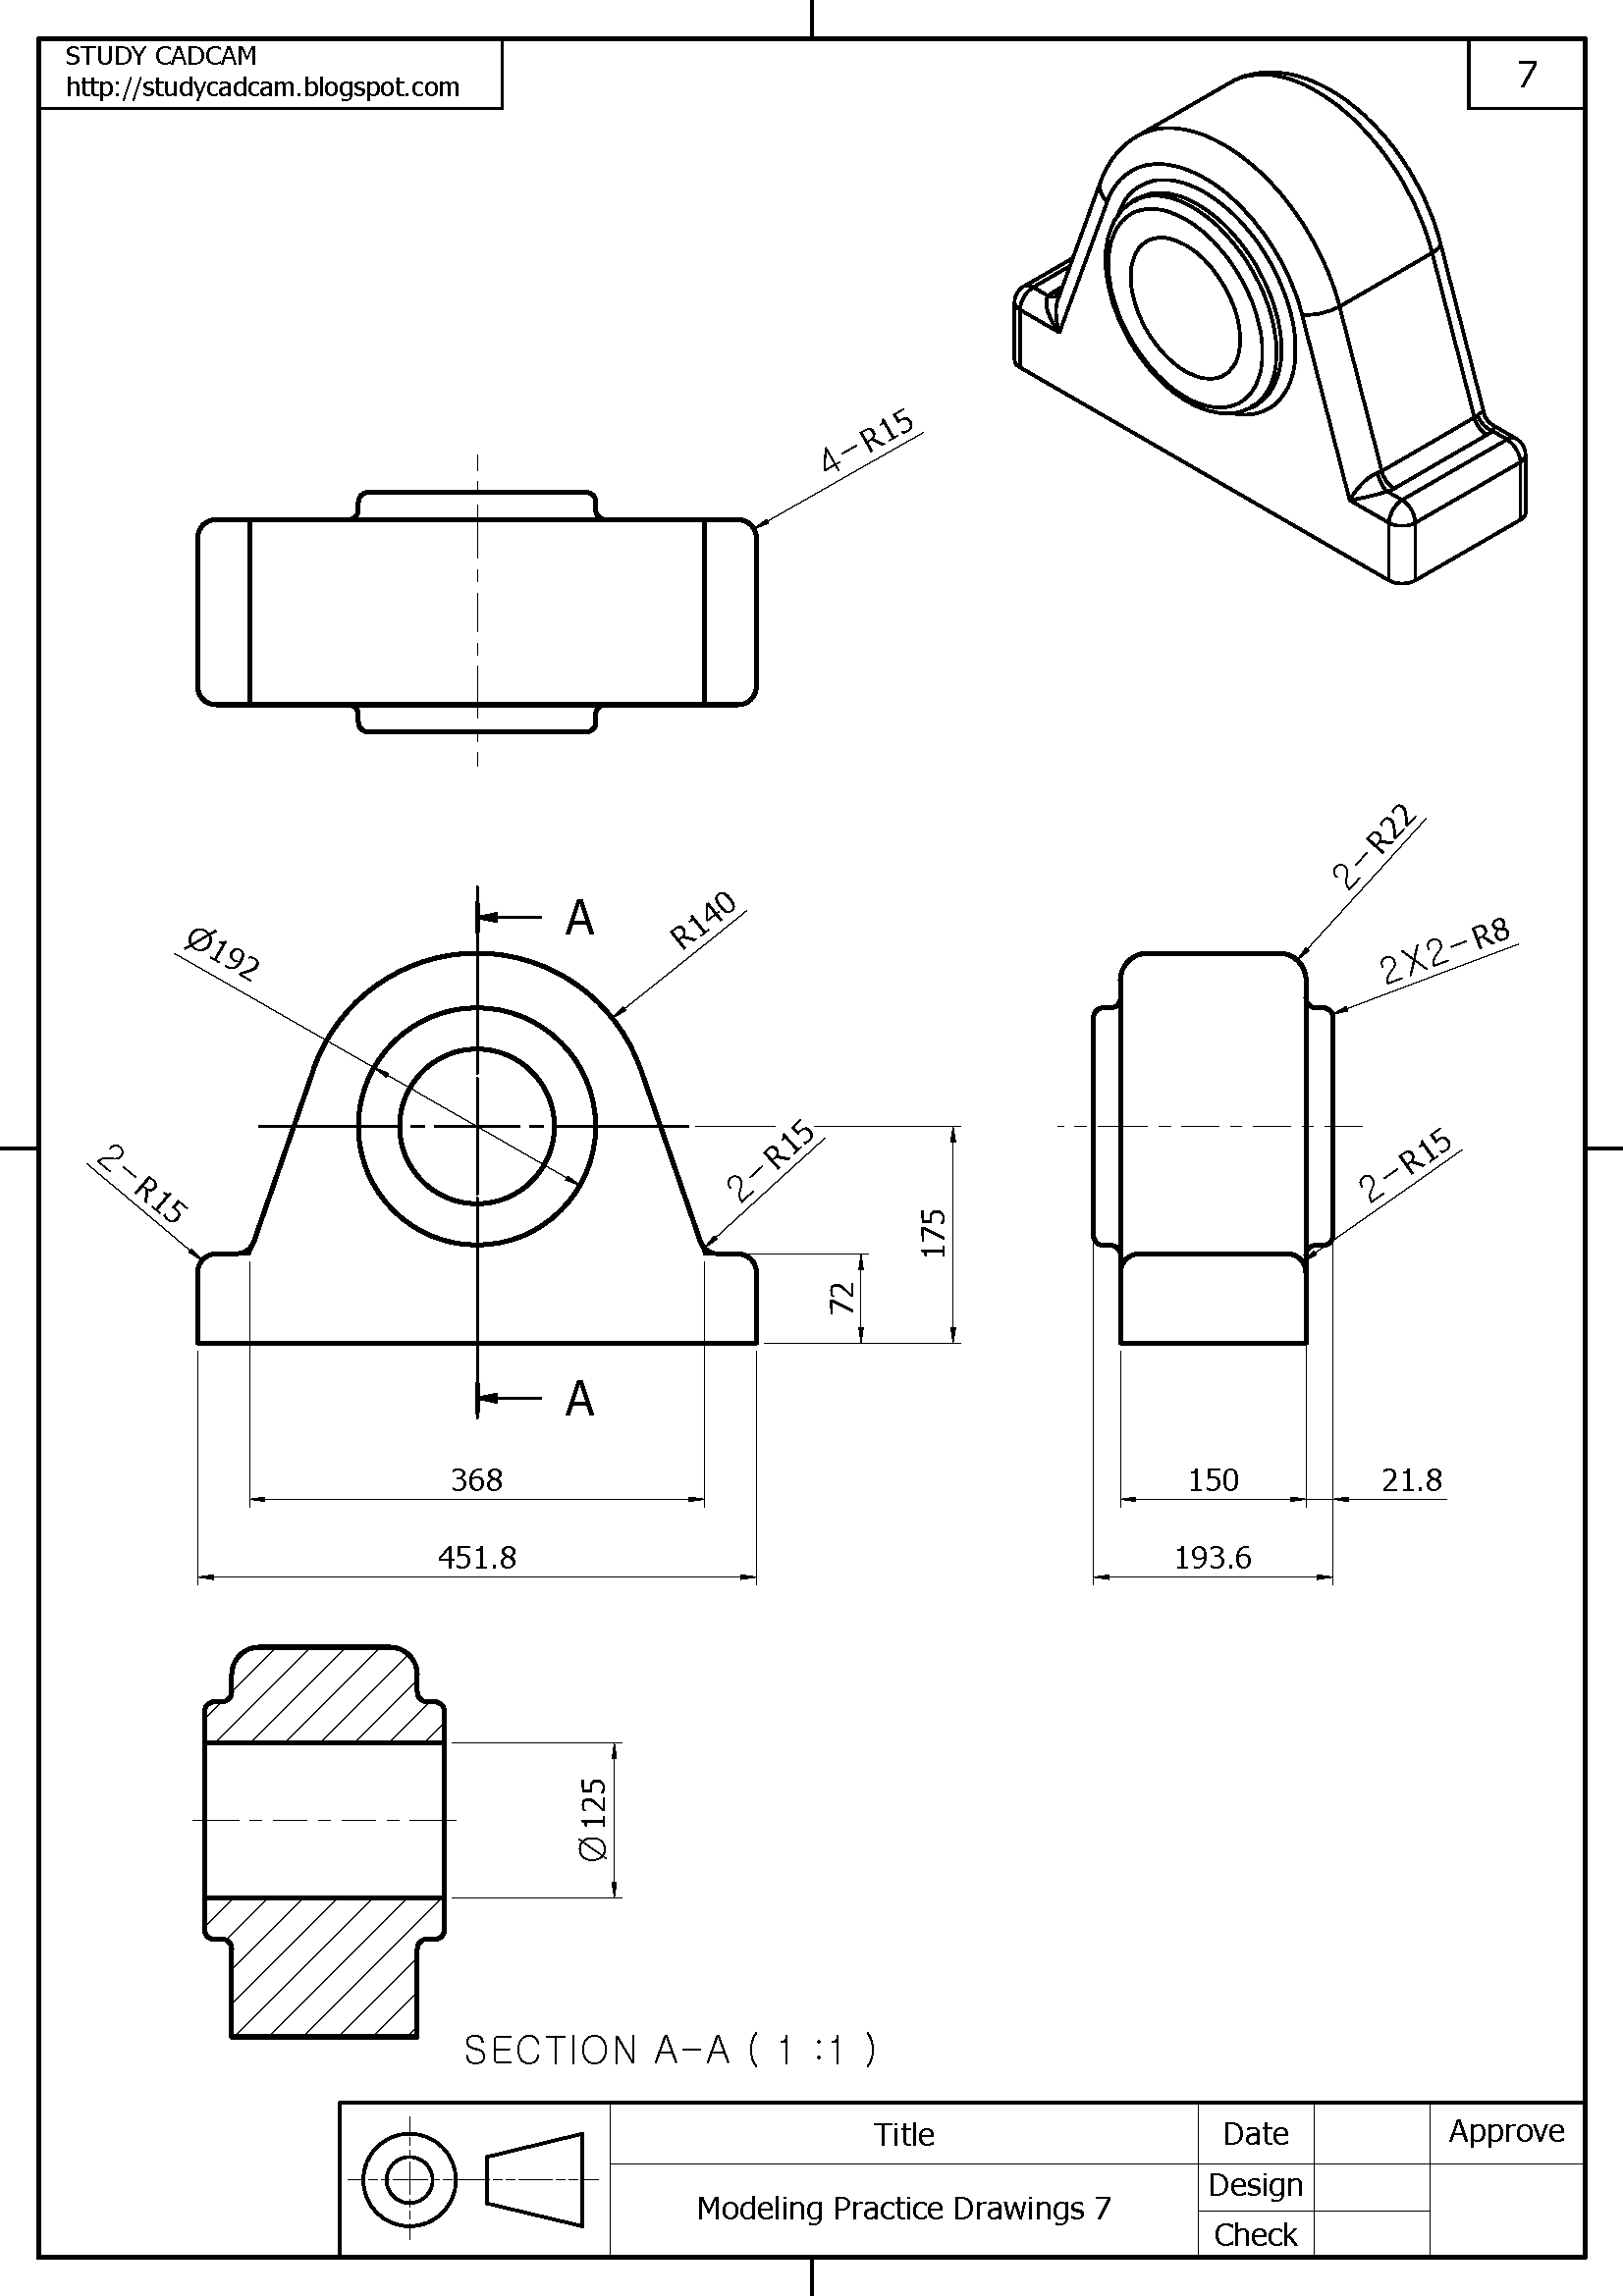 STUDY CADCAM
http://studycadcam.blogspot.com
7
4-R15
2-R22
A
R140
Ø192
2X2-R8
2-R15
2-R15
2-R15
175
72
A
368
150
21.8
451.8
193.6
Ø125
SECTION A-A ( 1 :1 )
Title
Date
Approve
Design
Modeling Practice Drawings 7
Check